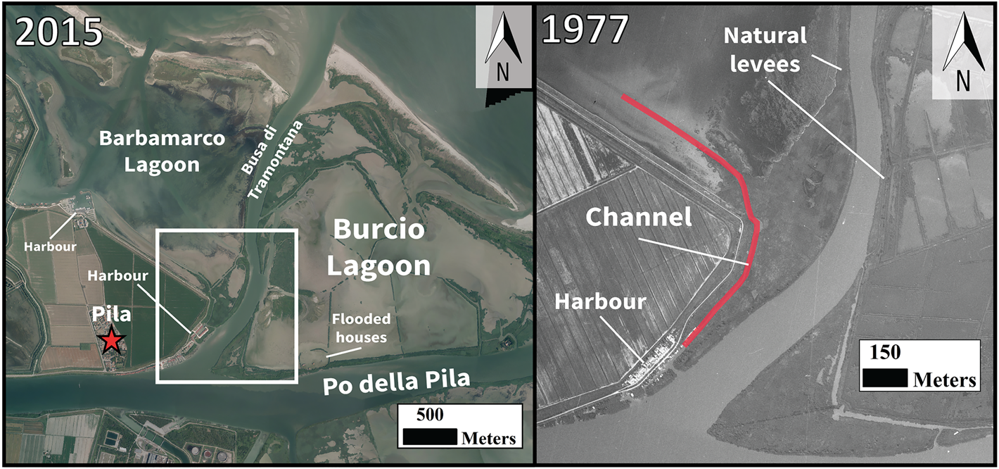 2015
N
Barbamarco
Lagoon
Busa di
Tramontana
Harbour
Burcio
Lagoon
Harbour
Pila
Flooded
houses
Po della Pila
500
Meters
1977
Natural
levees
N
Channel
Harbour
150
Meters